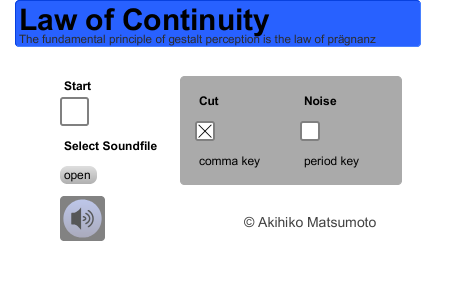 Law of Continuity
The fundamental principle of gestalt perception is the law of prägnanz
Start
Select Soundfile
open
Cut
Noise
comma key
period key
© Akihiko Matsumoto